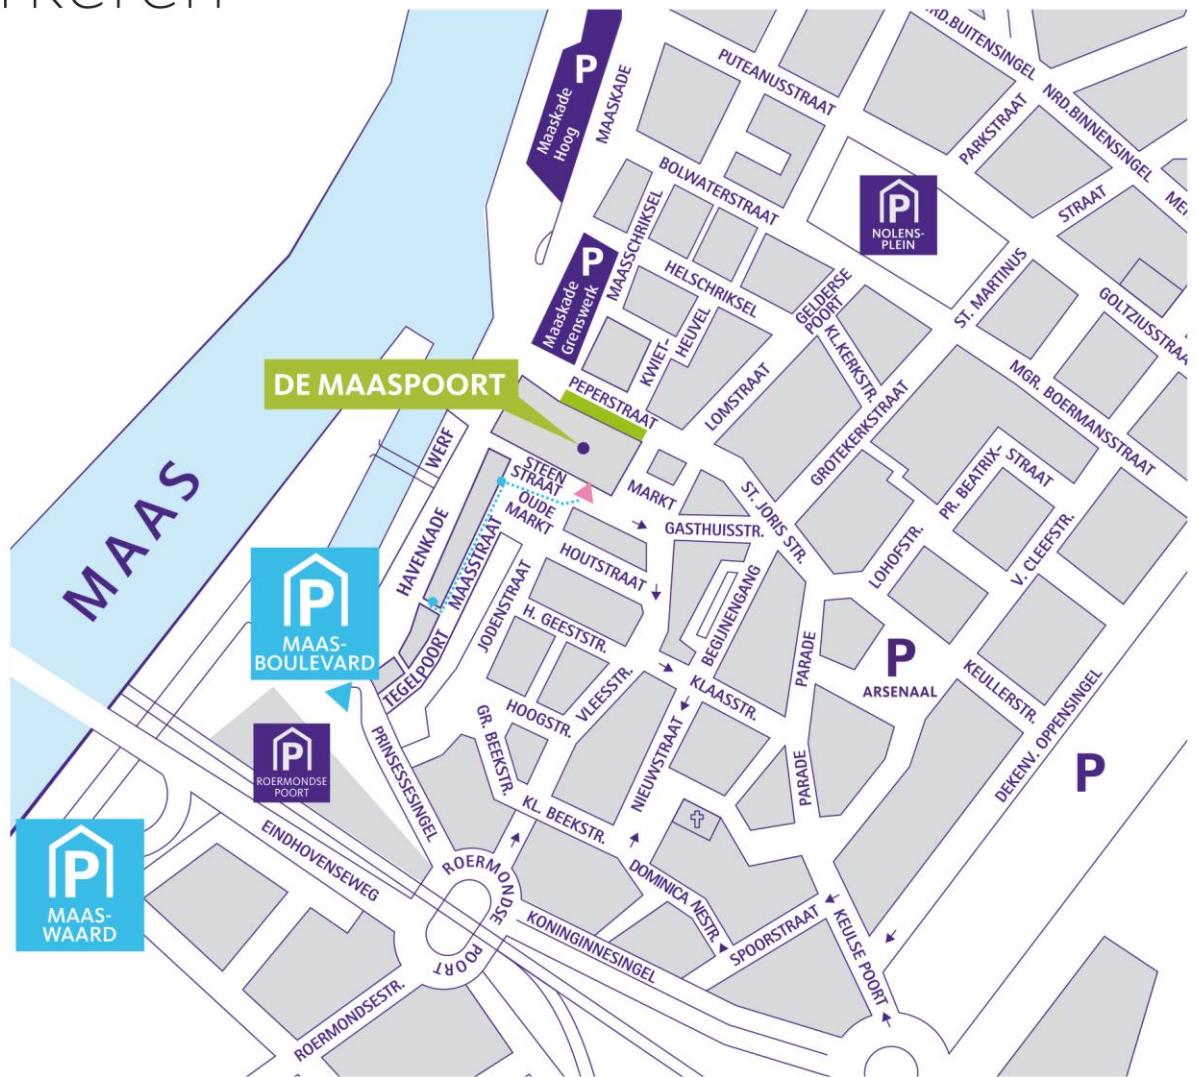 P
Maaskade
Hoog
MAASKADE
PUTEANUSSTRAAT
NRD.BINNENSINGEL
PARKSTRAAT
BOLWATERSTRAAT
STRAAT
P
NOLENS-
PLEIN
MAASSCHRIKSEL
P
Maaskade
Grenswerk
HELSCHRIKSEL
GELDERSE
POORT
ST. MARTINUS
KWIET-
HEUVEL
KL.KERKSTR.
MGR. BOERMANSSTRAAT
DE MAASPOORT
PEPERSTRAAT
LOMSTRAAT
GROTEKERKSTRAAT
WERF
STEEN
STRAAT
MARKT
OUDE
MARKT
ST. JORIS STR.
PR. BEATRIX-
STRAAT
MAAS
HAVENKADE
MAASSTRAAT
GASTHUISSTR.
HOUTSTRAAT
LOHOFSTR.
V. CLEEFSTR.
P
MAAS-
BOULEVARD
JODENSTRAAT
H. GEESTSTR.
BEGIJNENGANG
TEGELPOORT
PARADE
P
ARSENAAL
KEULLERSTR.
KLAASSTR.
VLEESSTR.
HOOGSTR.
GR. BEEKSTR.
NIEUWSTRAAT
PARADE
DEKENV. OPPENSINGEL
P
P
ROERMONDSE
POORT
PRINSESSESINGEL
KL. BEEKSTR.
P
MAAS-
WAARD
EINDHOVENSEWEG
ROERMONDSE
POORT
DOMINICA NESTR.
KONINGINNESINGEL
SPOORSTRAAT
KEULSE POORT
ROERMONDSESTR.